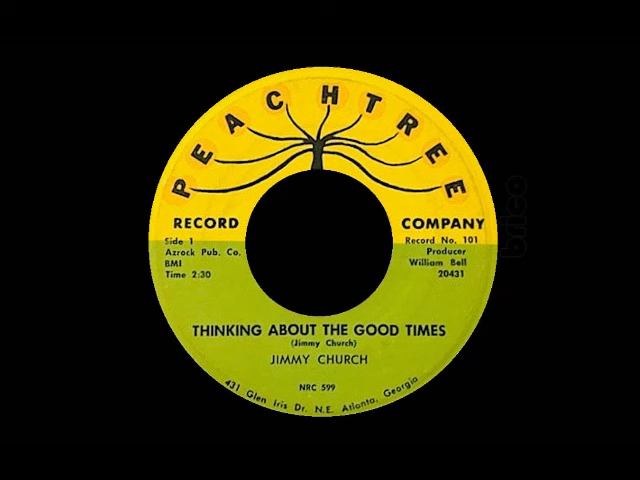 PEACHTREE
RECORD COMPANY
Side 1
Azrock Pub. Co.
BMI
Time 2:30
Record No. 101
Producer
William Bell
20431
THINKING ABOUT THE GOOD TIMES
(Jimmy Church)
JIMMY CHURCH
NRC 599
431 Glen Iris Dr. N.E. Atlanta, Georgia
brico